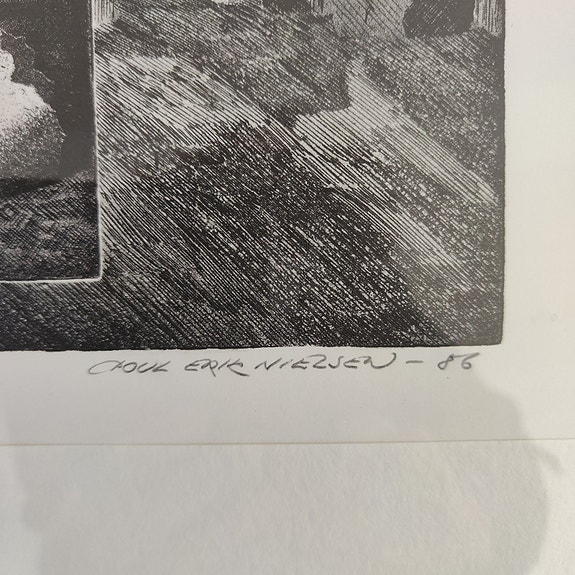 POUL ERIK NIELSEN – 86